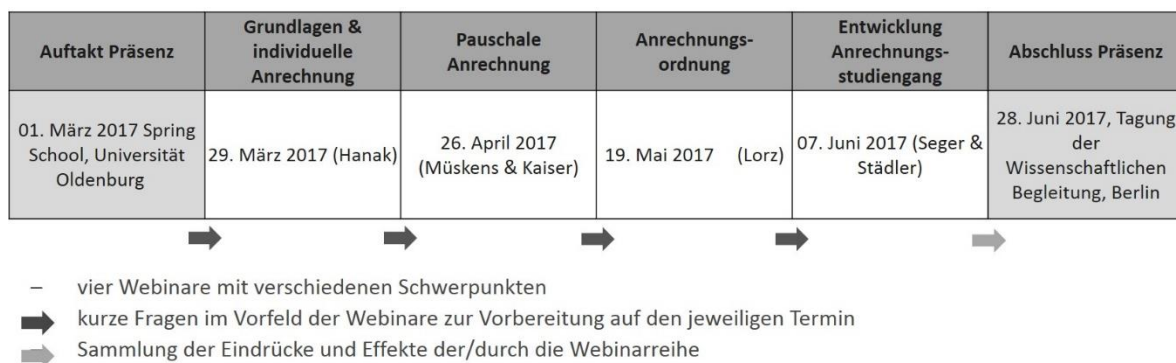 Auftakt Präsenz
Grundlagen &
individuelle
Anrechnung
Pauschale
Anrechnung
Anrechnungs-
ordnung
Entwicklung
Anrechnungs-
studiengang
Abschluss Präsenz
01. März 2017 Spring
School, Universität
Oldenburg
29. März 2017 (Hanak)
26. April 2017
(Müskens & Kaiser)
19. Mai 2017 (Lorz)
07. Juni 2017 (Seger &
Städler)
28. Juni 2017, Tagung
der
Wissenschaftlichen
Begleitung, Berlin
– vier Webinare mit verschiedenen Schwerpunkten
kurze Fragen im Vorfeld der Webinare zur Vorbereitung auf den jeweiligen Termin
Sammlung der Eindrücke und Effekte der/durch die Webinarreihe